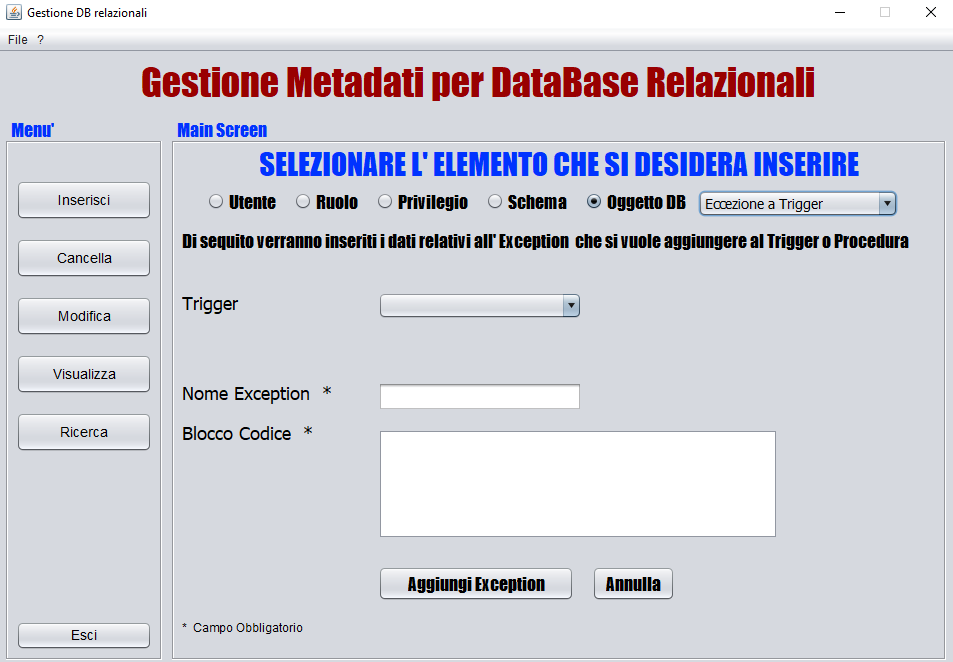 Gestione DB relazionali
File ?
Gestione Metadati per DataBase Relazionali
Menu'
Main Screen
SELEZIONARE L' ELEMENTO CHE SI DESIDERA INSERIRE
Inserisci
Utente Ruolo Privilegio Schema Oggetto DB Eccezione a Trigger
Di sequito verranno inseriti i dati relativi all' Exception che si vuole aggiungere al Trigger o Procedura
Cancella
Trigger
Modifica
Visualizza
Nome Exception *
Ricerca
Blocco Codice *
Aggiungi Exception Annulla
* Campo Obbligatorio
Esci